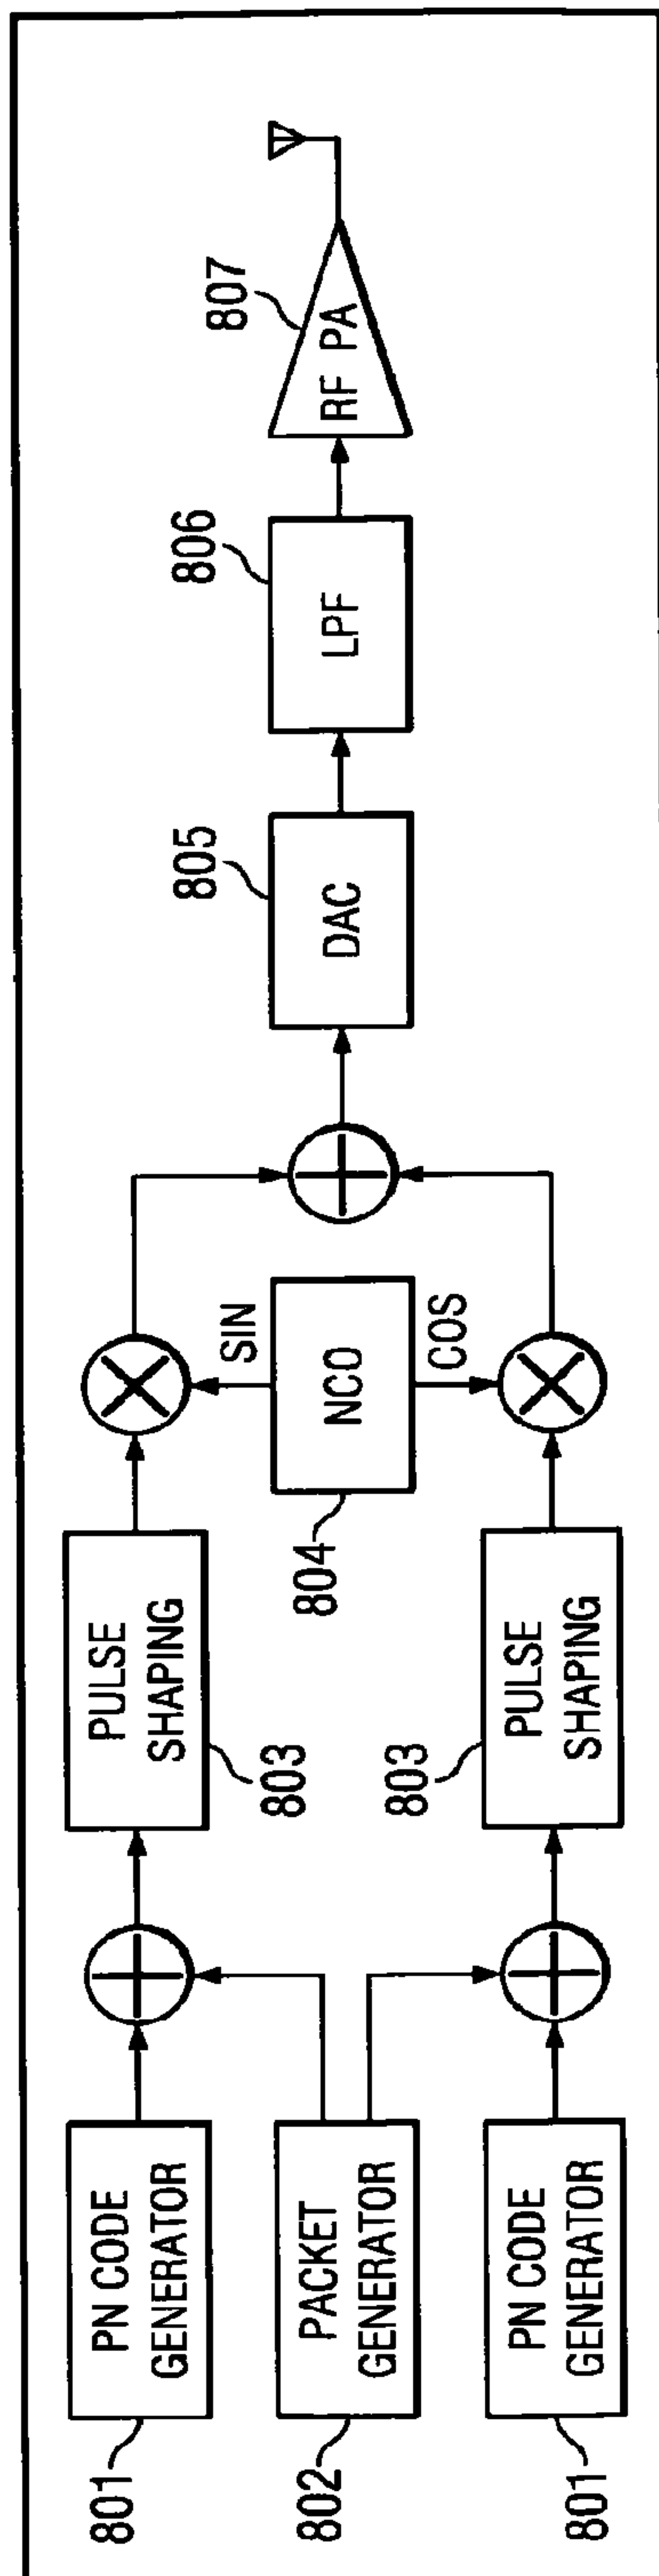 801
PN CODE
GENERATOR
802
PACKET
GENERATOR
801
PN CODE
GENERATOR
PULSE
SHAPING
803
PULSE
SHAPING
803
SIN
NCO
804
COS
805
DAC
806
LPF
807
RF PA